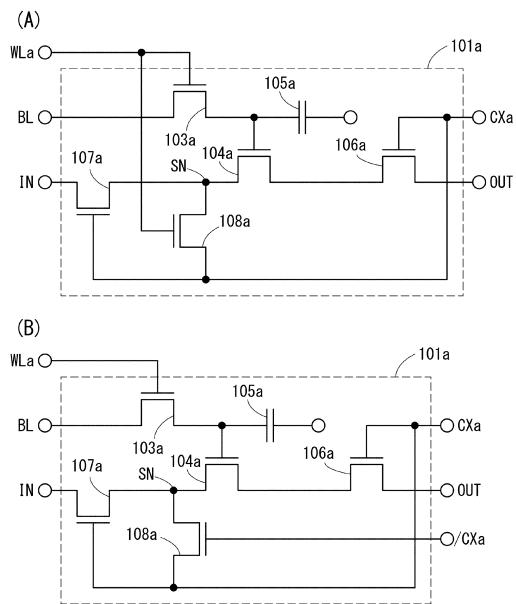 (A)
WLa
101a
105a
BL
CXa
103a
107a
104a
106a
SN
IN
OUT
108a
(B)
WLa
101a
105a
BL
CXa
103a
107a
104a
106a
SN
IN
OUT
108a
/CXa